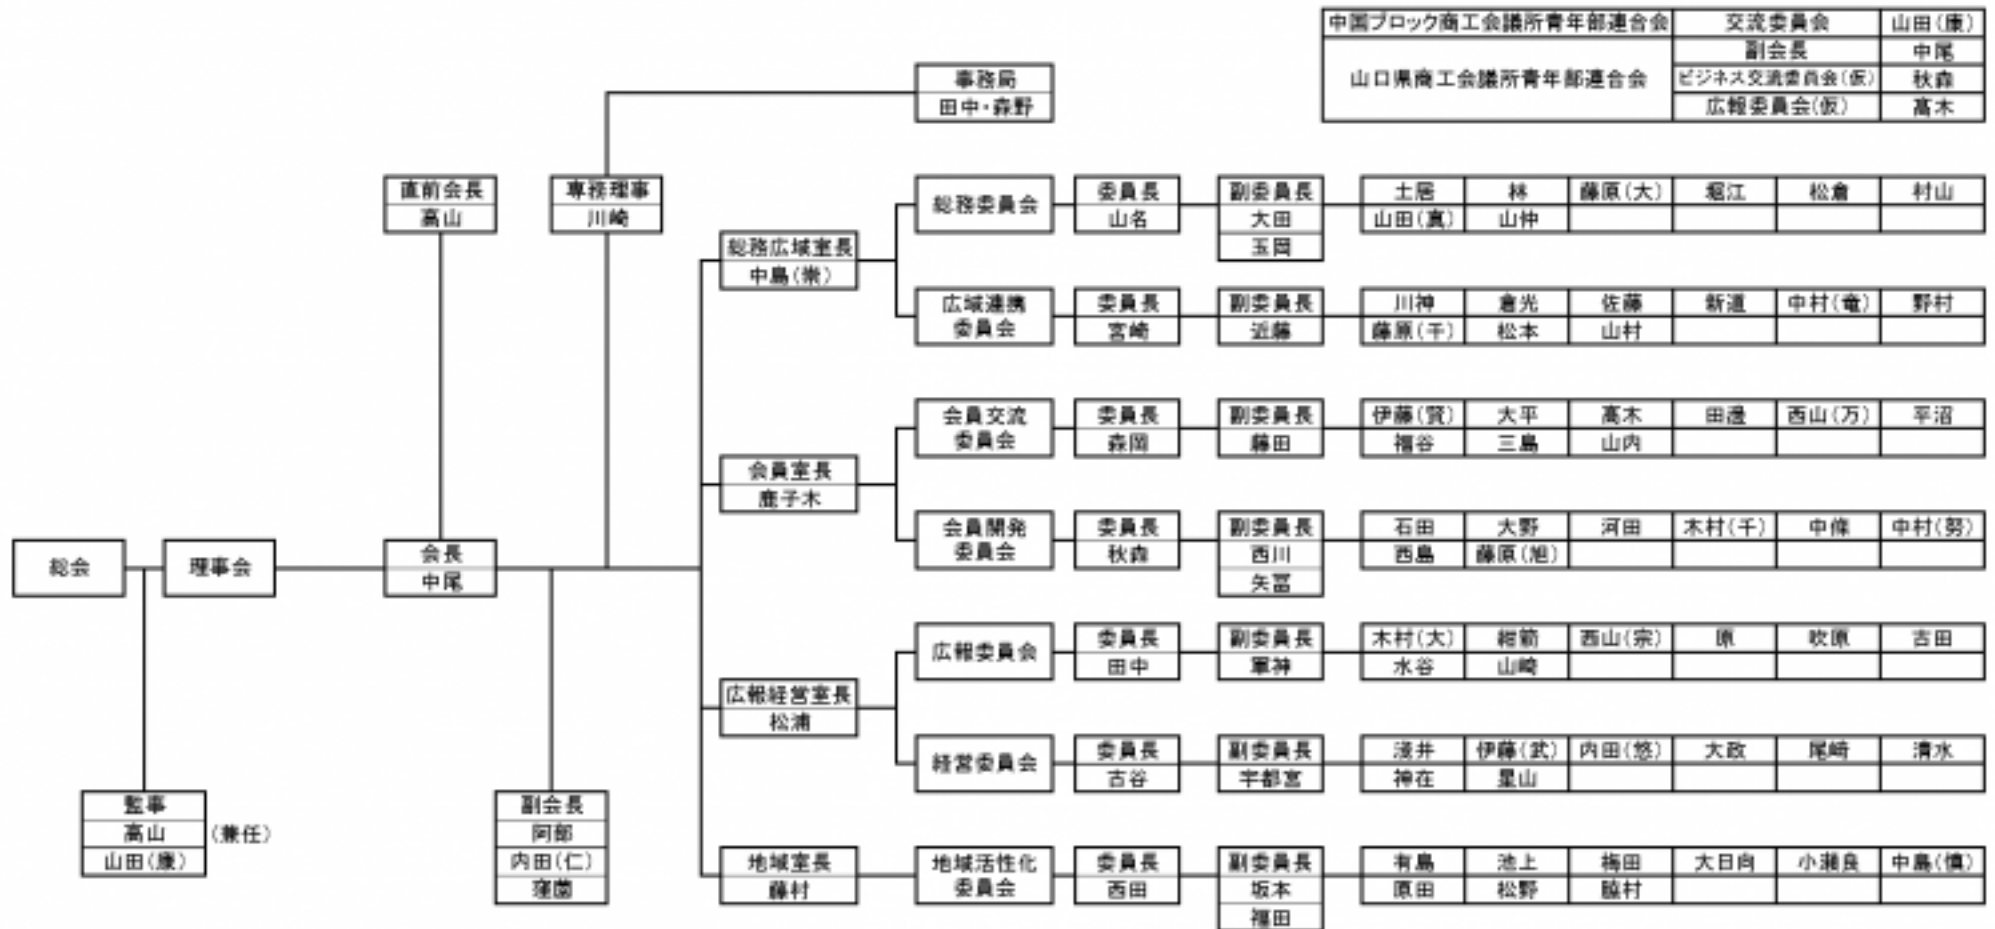 中国ブロック商工会議所青年部連合会 交流委員会 山田(康)
山口県商工会議所青年部連合会 副会長 中尾
ビジネス交流委員会(仮) 秋森
広報委員会(仮) 高木
事務局
田中・森野
直前会長
高山
専務理事
川崎
総務広域室長
中島(崇)
総務委員会
委員長
山名
副委員長
大田
玉岡
土居 林 藤原(大) 堀江 松倉 村山
山田(真) 山仲
広域連携
委員会
委員長
宮崎
副委員長
近藤
川神 倉光 佐藤 新道 中村(竜) 野村
藤原(千) 松本 山村
会員室長
鹿子木
会員交流
委員会
委員長
森岡
副委員長
藤田
伊藤(賢) 大平 高木 田邊 西山(万) 平沼
福谷 三島 山内
会員開発
委員会
委員長
秋森
副委員長
西川
矢冨
石田 大野 河田 木村(千) 中條 中村(努)
西島 藤原(旭)
総会
理事会
会長
中尾
広報経営室長
松浦
広報委員会
委員長
田中
副委員長
軍神
木村(大) 紺箭 西山(宗) 原 吹原 古田
水谷 山崎
経営委員会
委員長
古谷
副委員長
宇都宮
淺井 伊藤(武) 内田(悠) 大政 尾崎 清水
神在 星山
監事
高山 (兼任)
山田(康)
副会長
阿部
内田(仁)
窪薗
地域室長
藤村
地域活性化
委員会
委員長
西田
副委員長
坂本
福田
有島 池上 梅田 大日向 小瀬良 中島(慎)
原田 松野 脇村